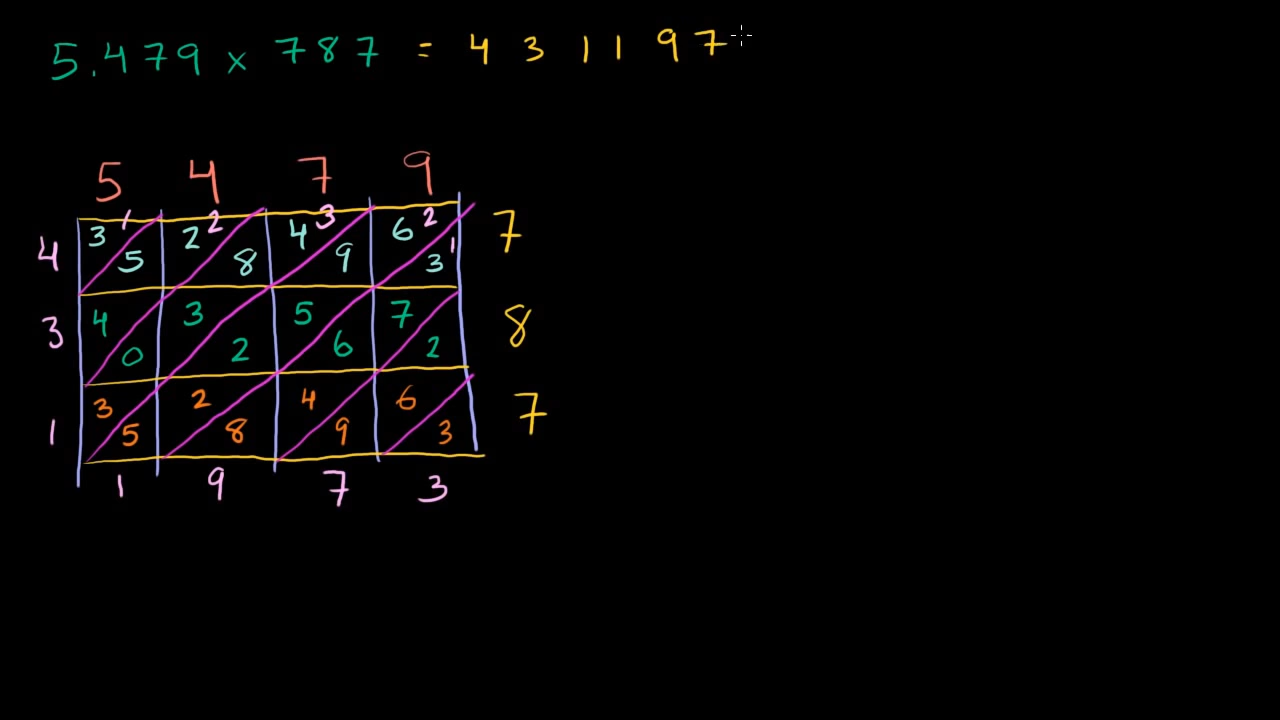 5.479 x 787 = 4 3 1 1 9 7
5 4 7 9
1 2 3 2
4 3 2 4 6 7
5 8 9 3 1
3 4 3 5 7 8
0 2 6 2
3 2 4 6 7
1 5 8 9 3
1 9 7 3